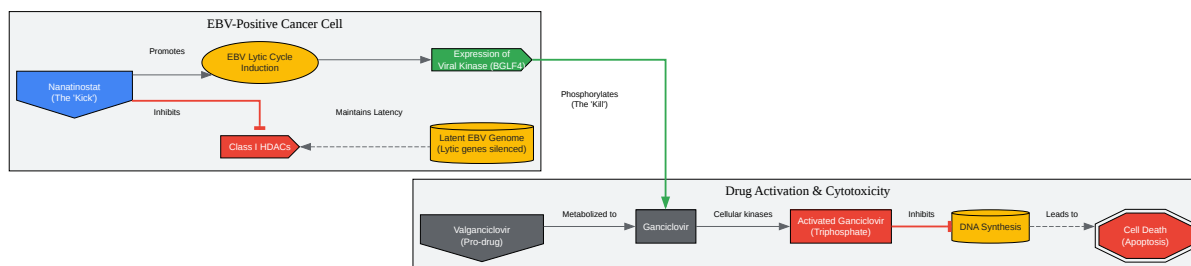 EBV-Positive Cancer Cell
Promotes
EBV Lytic Cycle
Induction
Expression of
Viral Kinase (BGLF4)
Nanatinostat
(The 'Kick')
Inhibits
Maintains Latency
Class I HDACs
Latent EBV Genome
(Lytic genes silenced)
Phosphorylates
(The 'Kill')
Drug Activation & Cytotoxicity
Valganciclovir
(Pro-drug)
Metabolized to
Ganciclovir
Cellular kinases
Activated Ganciclovir
(Triphosphate)
Inhibits
DNA Synthesis
Leads to
Cell Death
(Apoptosis)